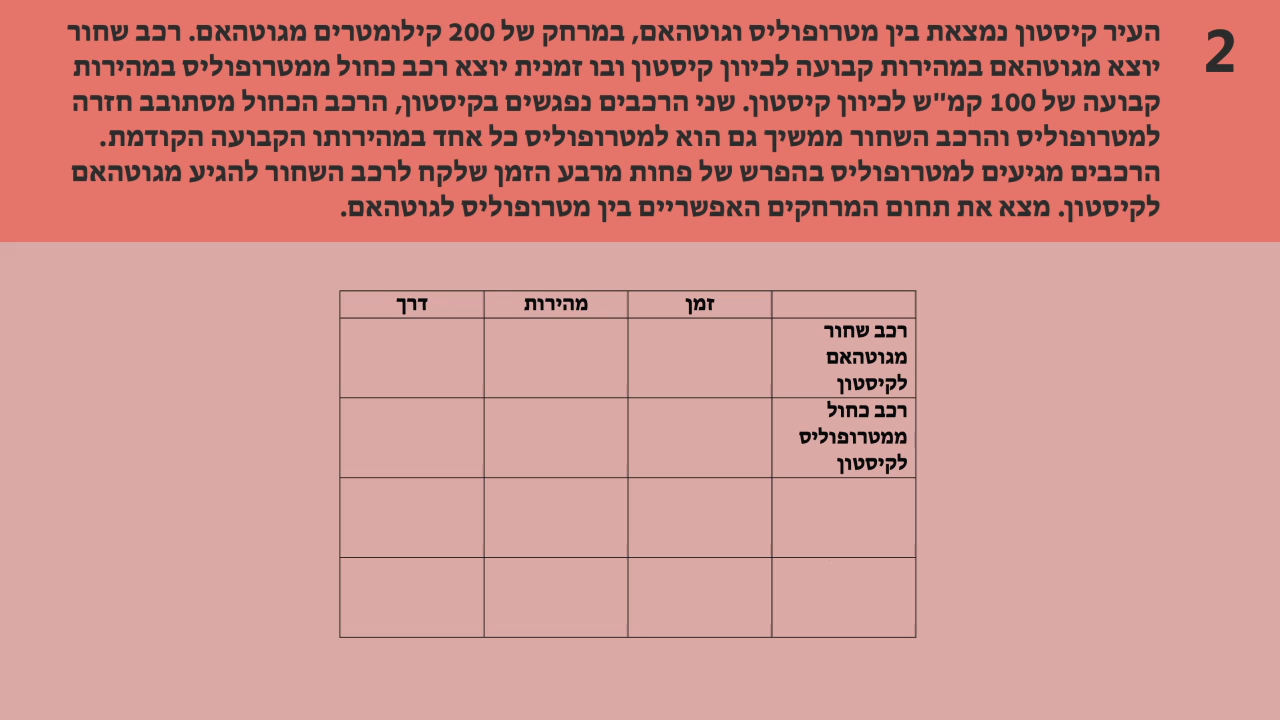 2
העיר קיסטון נמצאת בין מטרופוליס וגוטהאם, במרחק של 200 קילומטרים מגוטהאם. רכב שחור
יוצא מגוטהאם במהירות קבועה לכיוון קיסטון ובו זמנית יוצא רכב כחול ממטרופוליס במהירות
קבועה של 100 קמ"ש לכיוון קיסטון. שני הרכבים נפגשים בקיסטון, הרכב הכחול מסתובב חזרה
למטרופוליס והרכב השחור ממשיך גם הוא למטרופוליס כל אחד במהירותו הקבועה הקודמת.
הרכבים מגיעים למטרופוליס בהפרש של פחות מרבע הזמן שלקח לרכב השחור להגיע מגוטהאם
לקיסטון. מצא את תחום המרחקים האפשריים בין מטרופוליס לגוטהאם.
זמן מהירות דרך
רכב שחור
מגוטהאם
לקיסטון
רכב כחול
ממטרופוליס
לקיסטון